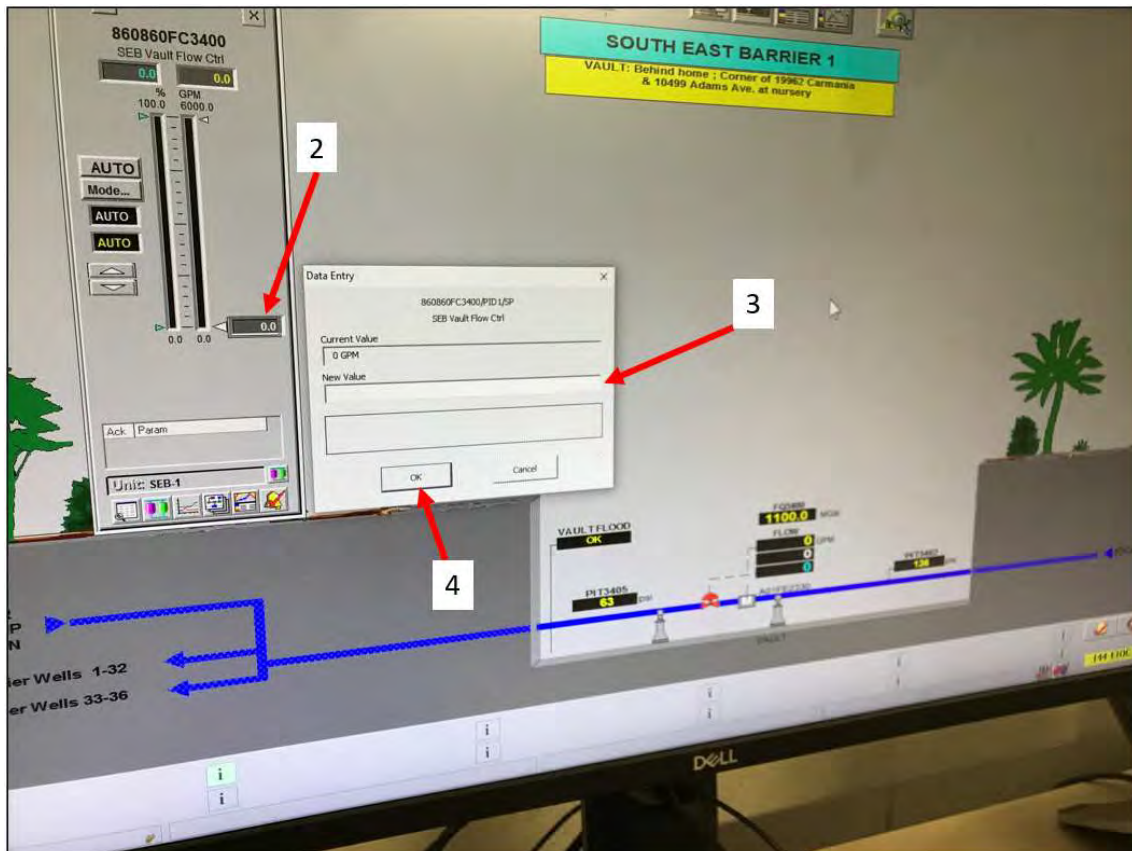 860860FC3400
SEB Vault Flow Ctrl
0.0 0.0
% GPM
100.0 6000.0
AUTO
Mode...
AUTO
AUTO
0.0
0.0 0.0
Ack Param
Unit: SEB-1
SOUTH EAST BARRIER 1
VAULT: Behind home ; Corner of 19962 Carmania
& 10499 Adams Ave. at nursery
2
3
4
Data Entry
860860FC3400/PID1/SP
SEB Vault Flow Ctrl
Current Value
0 GPM
New Value
OK Cancel
VAULT FLOOD
OK
1100.0
FLOW
0 GPM
0
0
PIT3405
63 psi
136
VAULT
P
N
ier Wells 1-32
er Wells 33-36
i
i
i
i
i
i
i
i
DELL